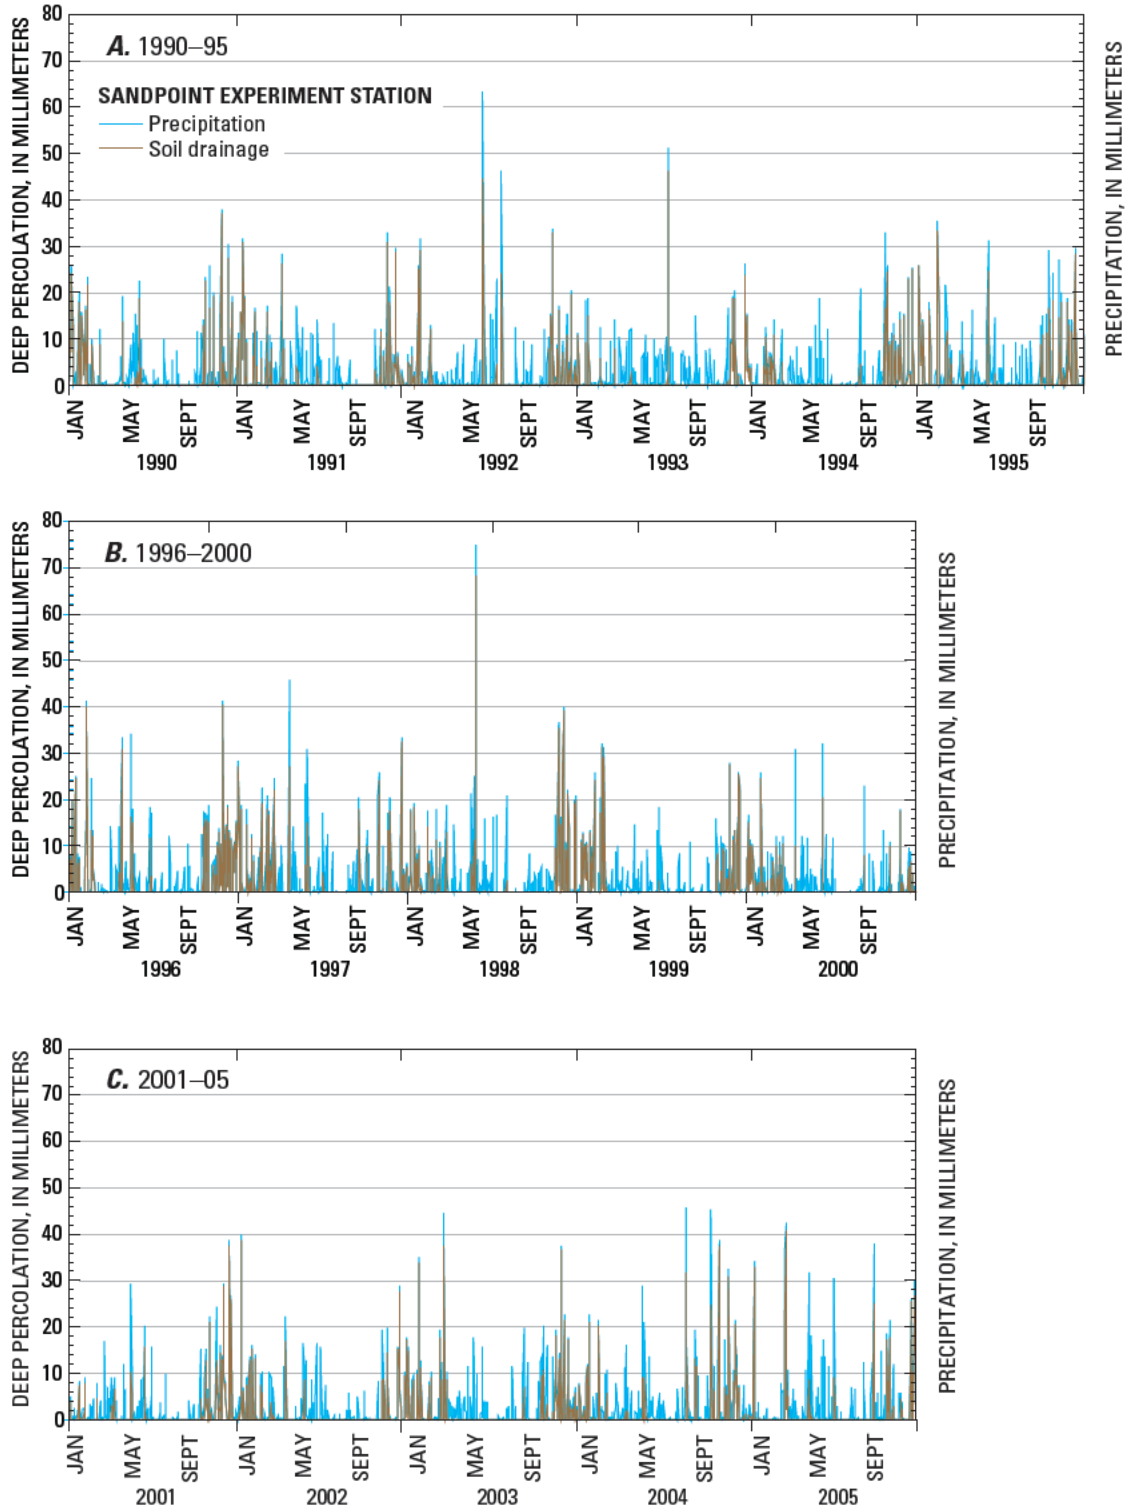 80
70
60
50
40
30
20
10
0
DEEP PERCOLATION, IN MILLIMETERS
PRECIPITATION, IN MILLIMETERS
A. 1990–95
SANDPOINT EXPERIMENT STATION
Precipitation
Soil drainage
JAN MAY SEPT JAN MAY SEPT JAN MAY SEPT JAN MAY SEPT JAN MAY SEPT JAN MAY SEPT
1990 1991 1992 1993 1994 1995
80
70
60
50
40
30
20
10
0
DEEP PERCOLATION, IN MILLIMETERS
PRECIPITATION, IN MILLIMETERS
B. 1996–2000
JAN MAY SEPT JAN MAY SEPT JAN MAY SEPT JAN MAY SEPT JAN MAY SEPT
1996 1997 1998 1999 2000
80
70
60
50
40
30
20
10
0
DEEP PERCOLATION, IN MILLIMETERS
PRECIPITATION, IN MILLIMETERS
C. 2001–05
JAN MAY SEPT JAN MAY SEPT JAN MAY SEPT JAN MAY SEPT JAN MAY SEPT
2001 2002 2003 2004 2005